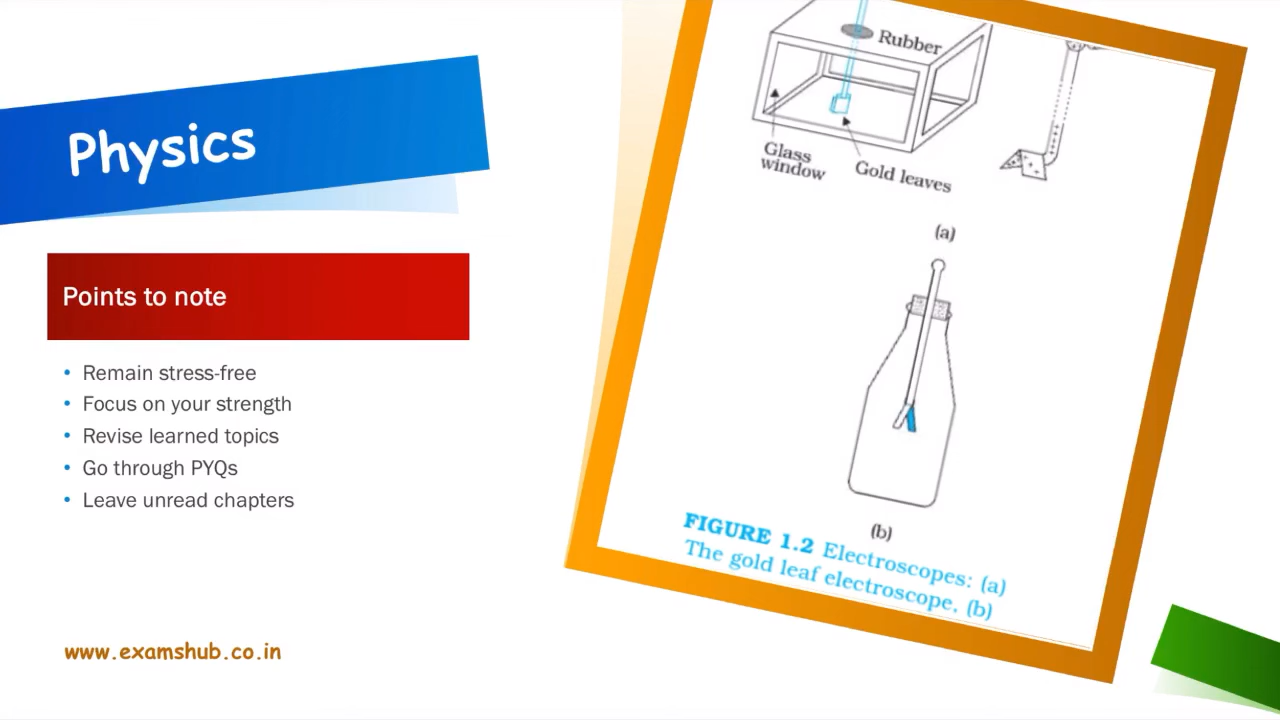 Physics
Points to note
• Remain stress-free
• Focus on your strength
• Revise learned topics
• Go through PYQs
• Leave unread chapters
www.examshub.co.in
Rubber
Glass
window
Gold leaves
(a)
(b)
FIGURE 1.2 Electroscopes: (a)
The gold leaf electroscope, (b)